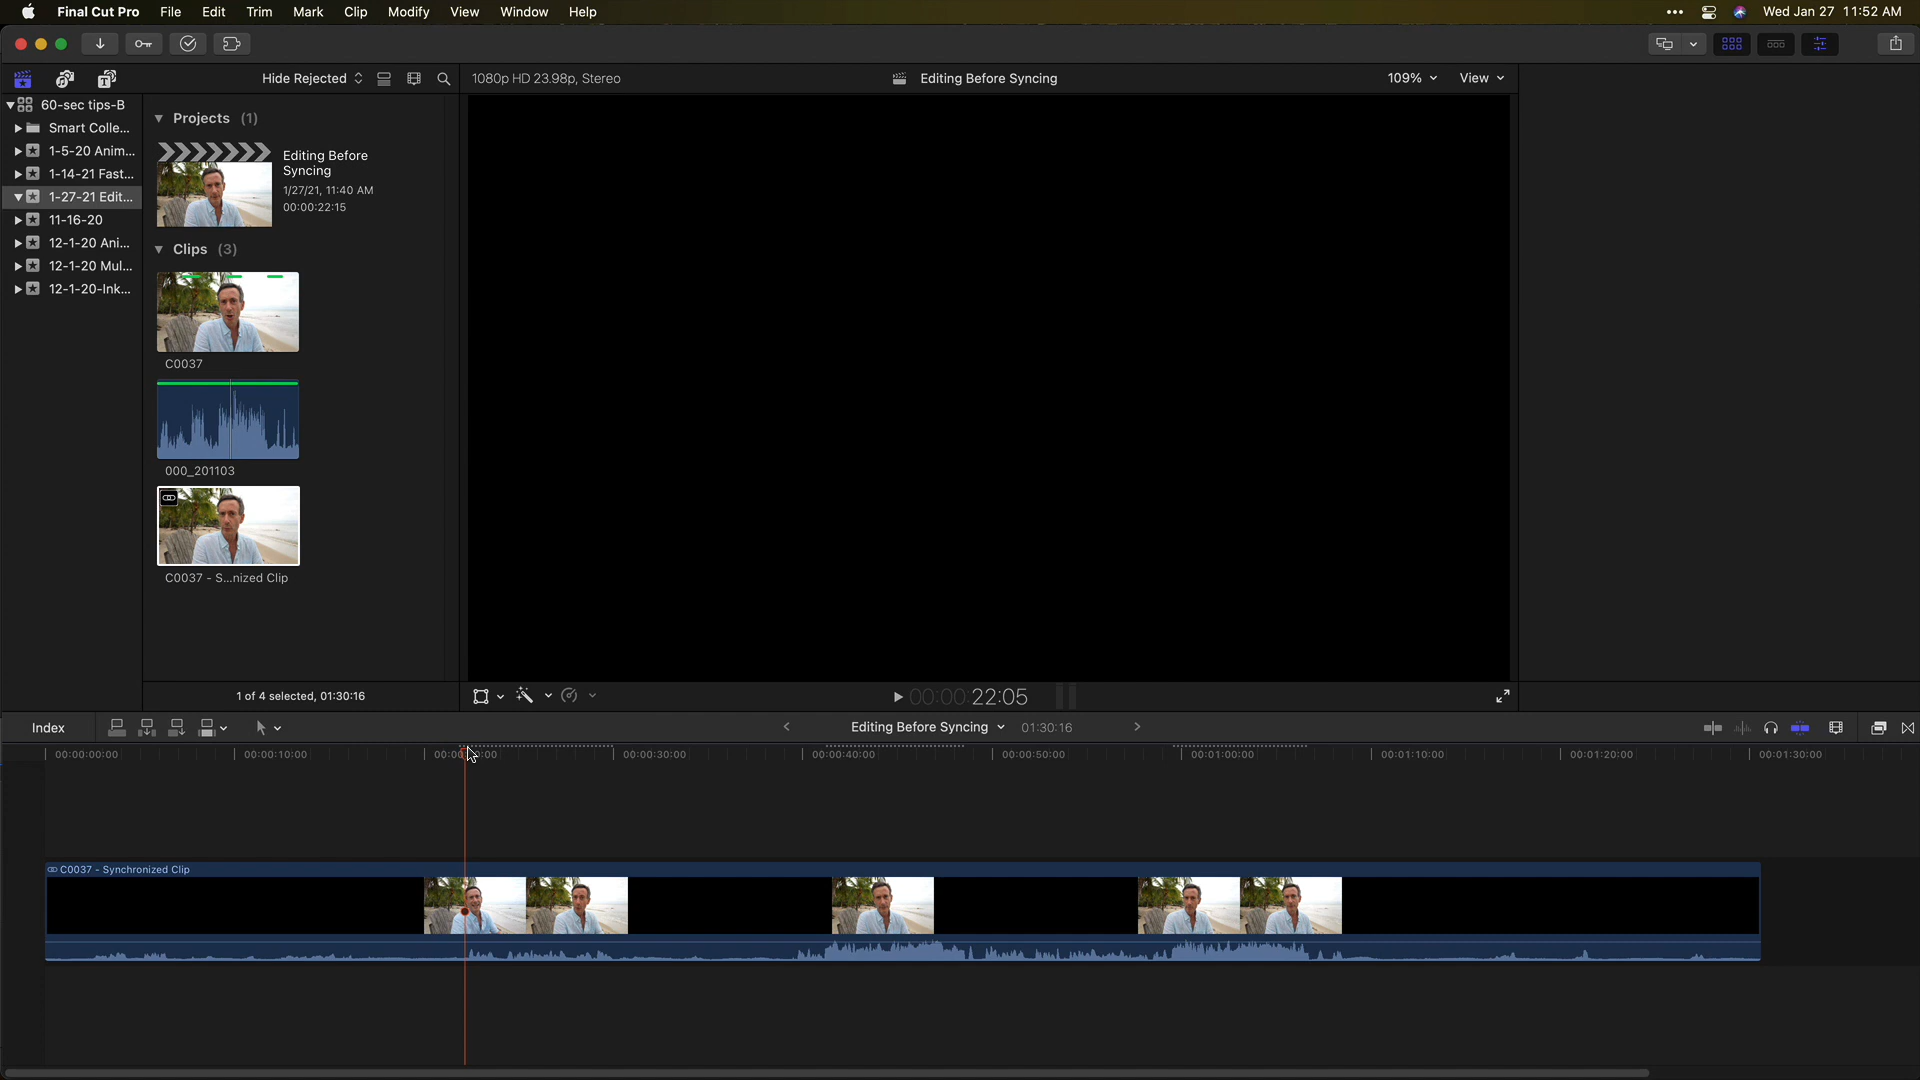 Final Cut Pro File Edit Trim Mark Clip Modify View Window Help
Wed Jan 27 11:52 AM
Hide Rejected
1080p HD 23.98p, Stereo
Editing Before Syncing
109%
View
60-sec tips-B
Smart Colle...
1-5-20 Anim...
1-14-21 Fast...
1-27-21 Edit...
11-16-20
12-1-20 Ani...
12-1-20 Mul...
12-1-20-Ink...
Projects (1)
Editing Before
Syncing
1/27/21, 11:40 AM
00:00:22:15
Clips (3)
C0037
000_201103
C0037 - S...nized Clip
1 of 4 selected, 01:30:16
00:00:22:05
Index
Editing Before Syncing
01:30:16
00:00:00:00
00:00:10:00
00:00:30:00
00:00:40:00
00:00:50:00
00:01:00:00
00:01:10:00
00:01:20:00
00:01:30:00
C0037 - Synchronized Clip